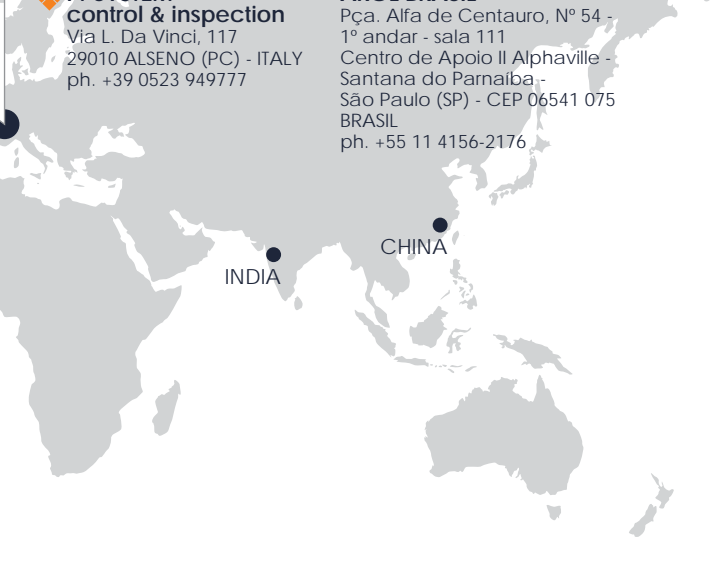 control & inspection
Via L. Da Vinci, 117
29010 ALSENO (PC) - ITALY
ph. +39 0523 949777
Pça. Alfa de Centauro, Nº 54 -
1º andar - sala 111
Centro de Apoio II Alphaville -
Santana do Parnaíba -
São Paulo (SP) - CEP 06541 075
BRASIL
ph. +55 11 4156-2176
CHINA
INDIA